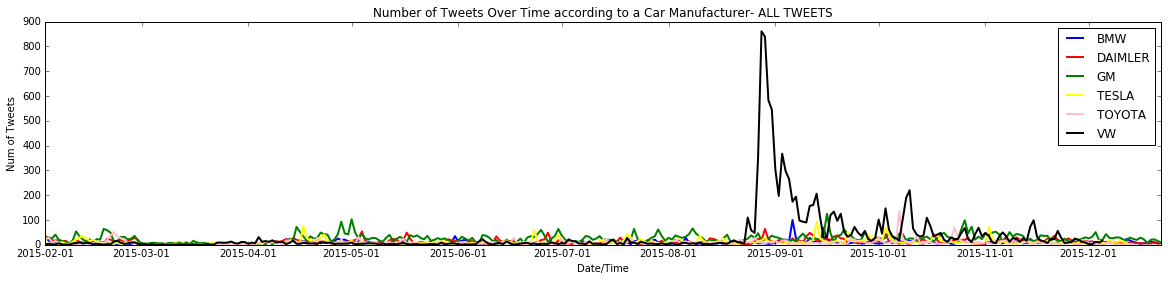 Number of Tweets Over Time according to a Car Manufacturer- ALL TWEETS
900
800
700
600
500
400
300
200
100
0
Num of Tweets
BMW
DAIMLER
GM
TESLA
TOYOTA
VW
2015-02-01 2015-03-01 2015-04-01 2015-05-01 2015-06-01 2015-07-01 2015-08-01 2015-09-01 2015-10-01 2015-11-01 2015-12-01
Date/Time